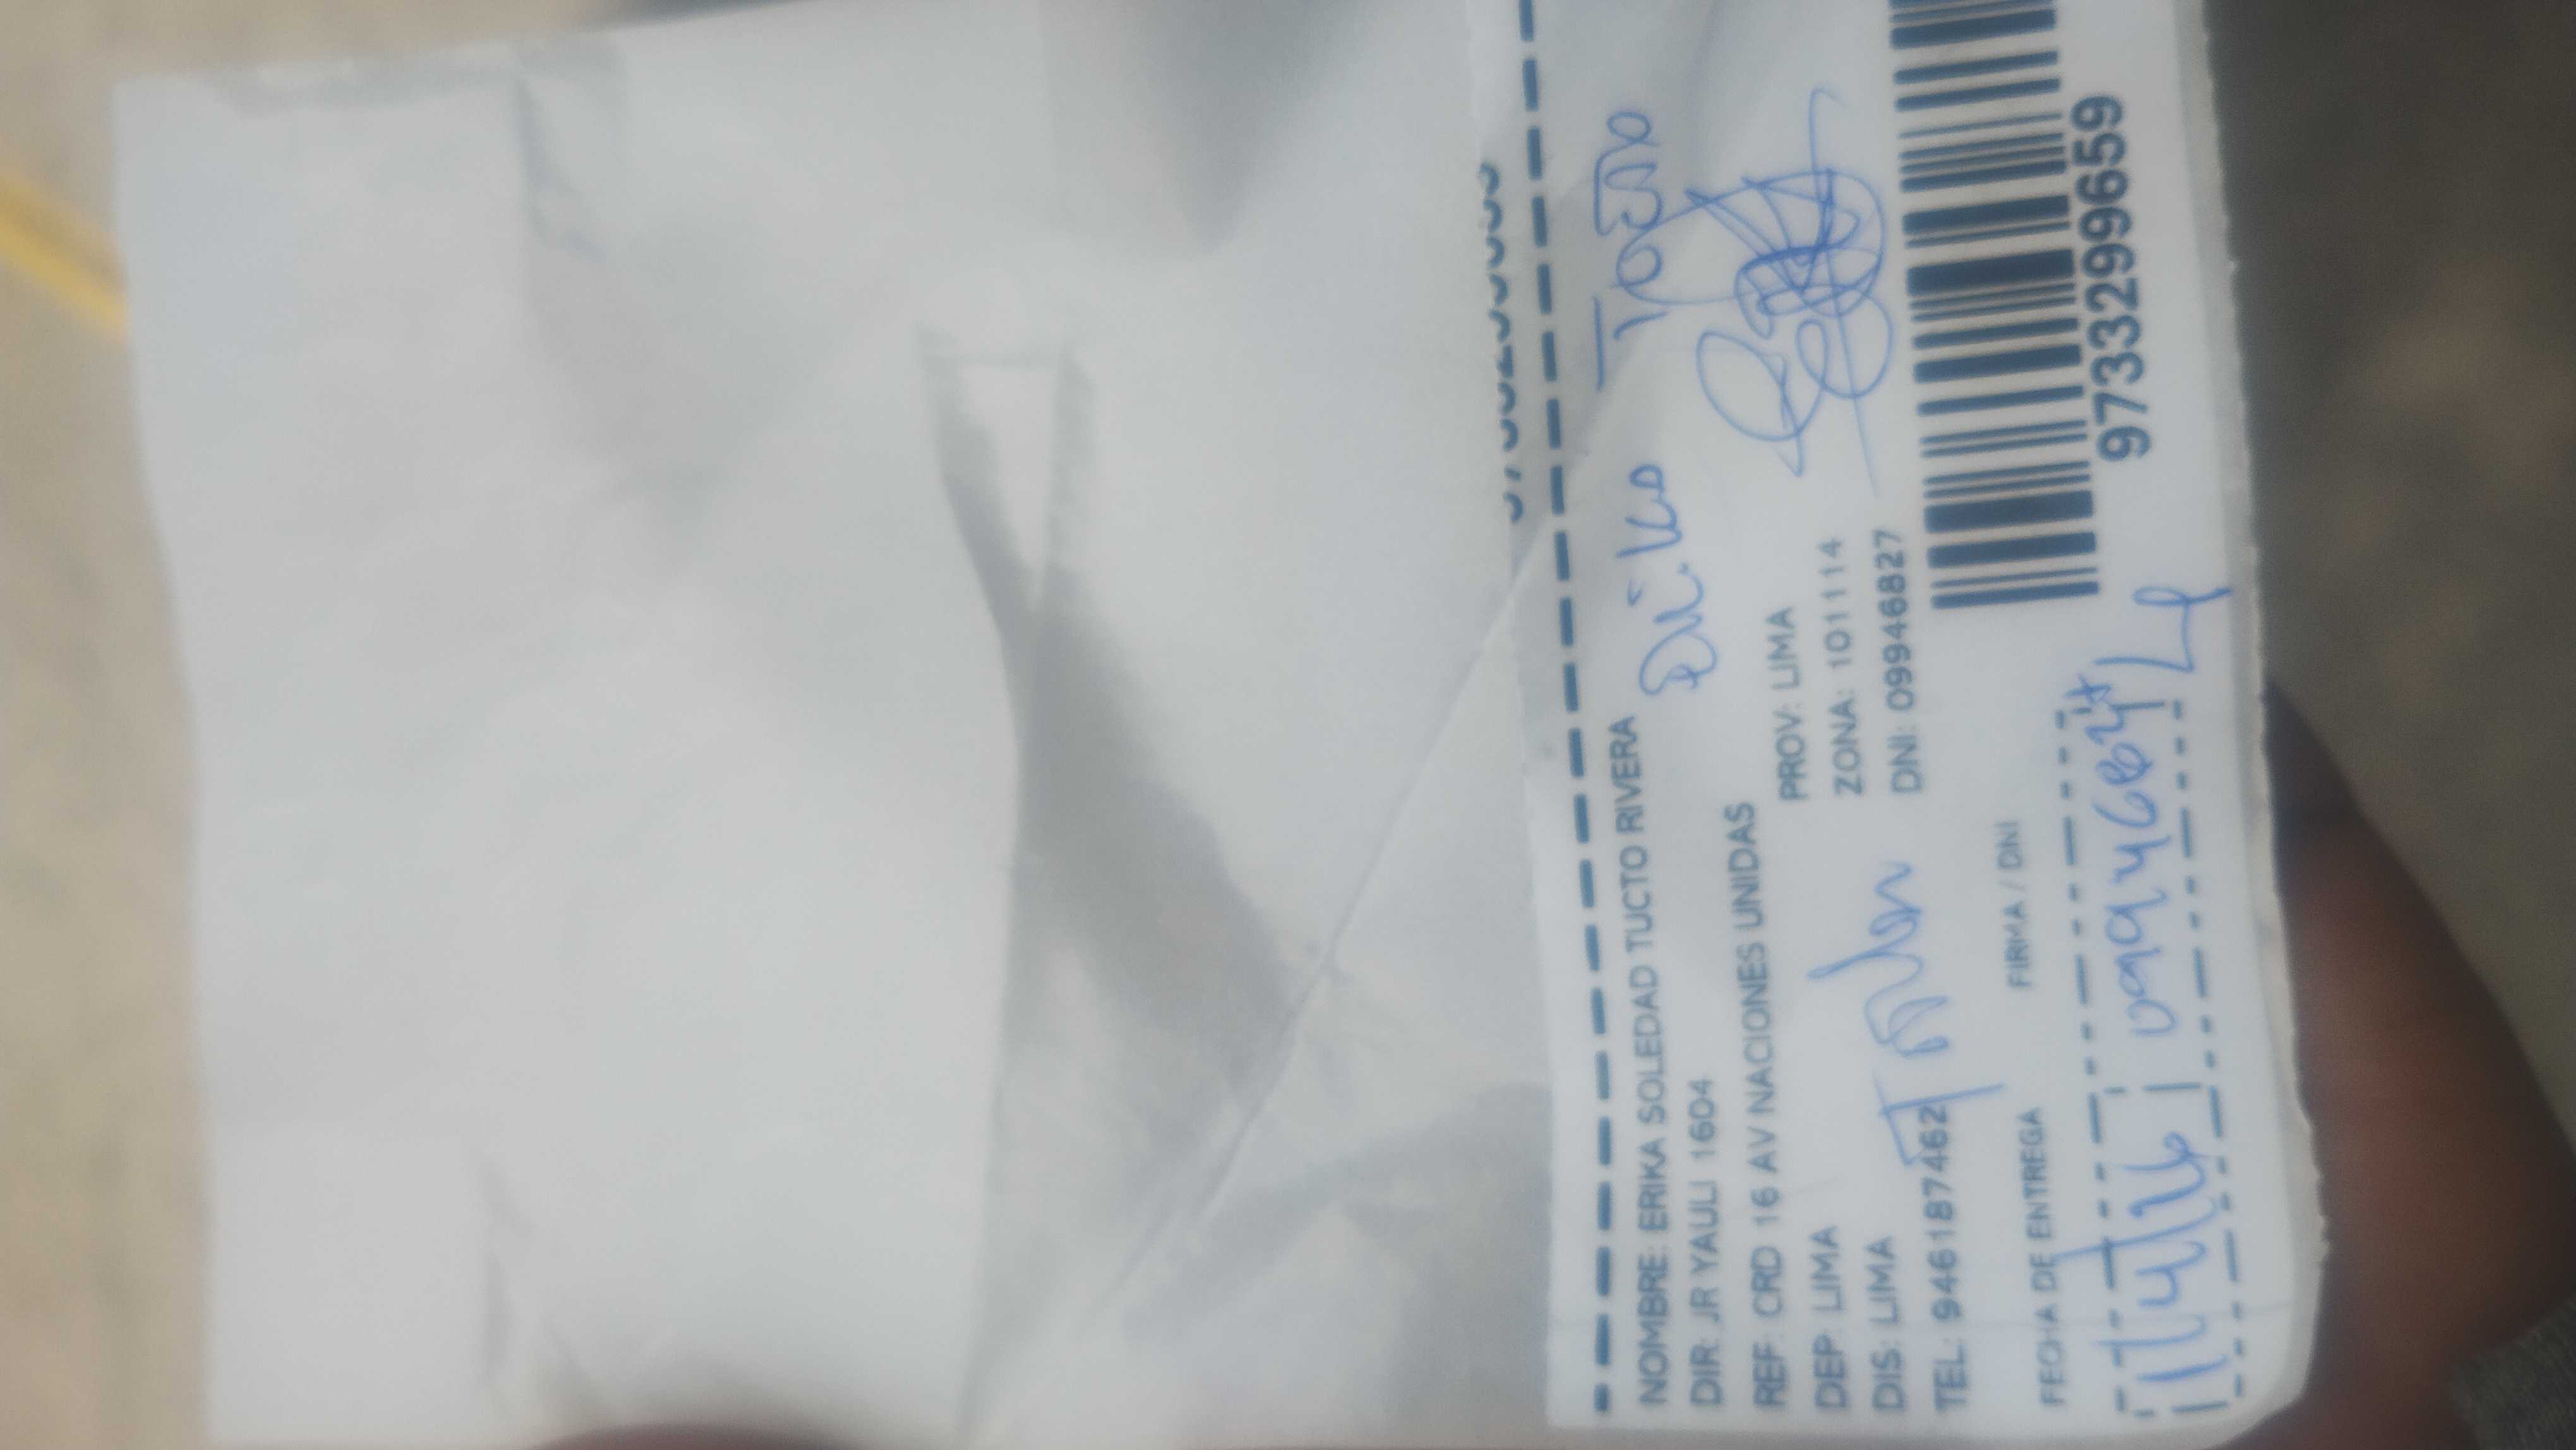 NOMBRE: ERIKA SOLEDAD TUCTO RIVERA
DIR: JR YAULI 1604
REF: CRD 16 AV NACIONES UNIDAS
DEP: LIMA PROV: LIMA
DIS: LIMA ZONA: 101114
TEL: 946187462 DNI: 09946827
FECHA DE ENTREGA FIRMA / DNI
09946827
9733299659